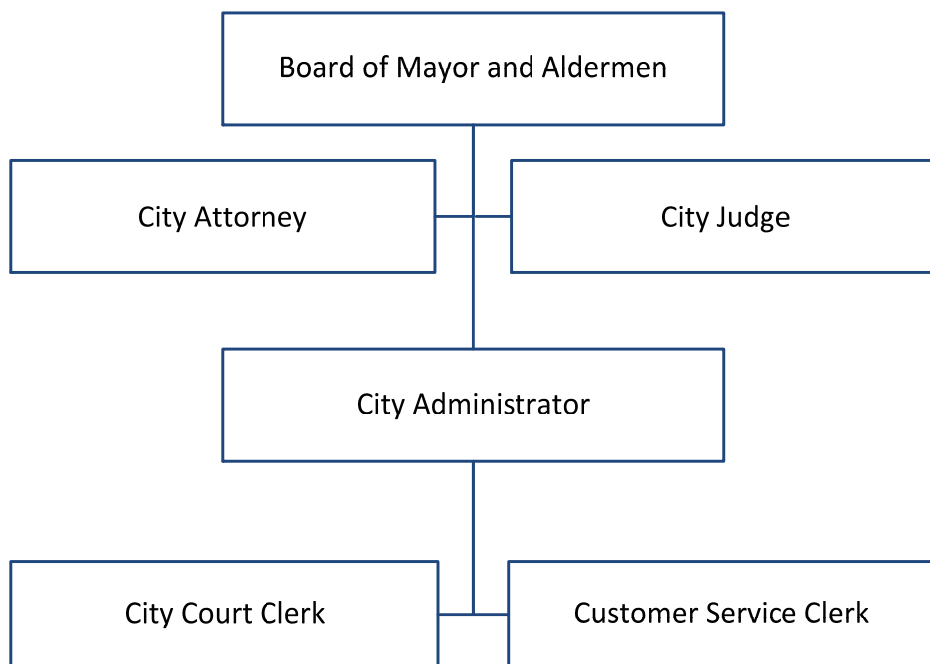 Board of Mayor and Aldermen
City Attorney
City Judge
City Administrator
City Court Clerk
Customer Service Clerk